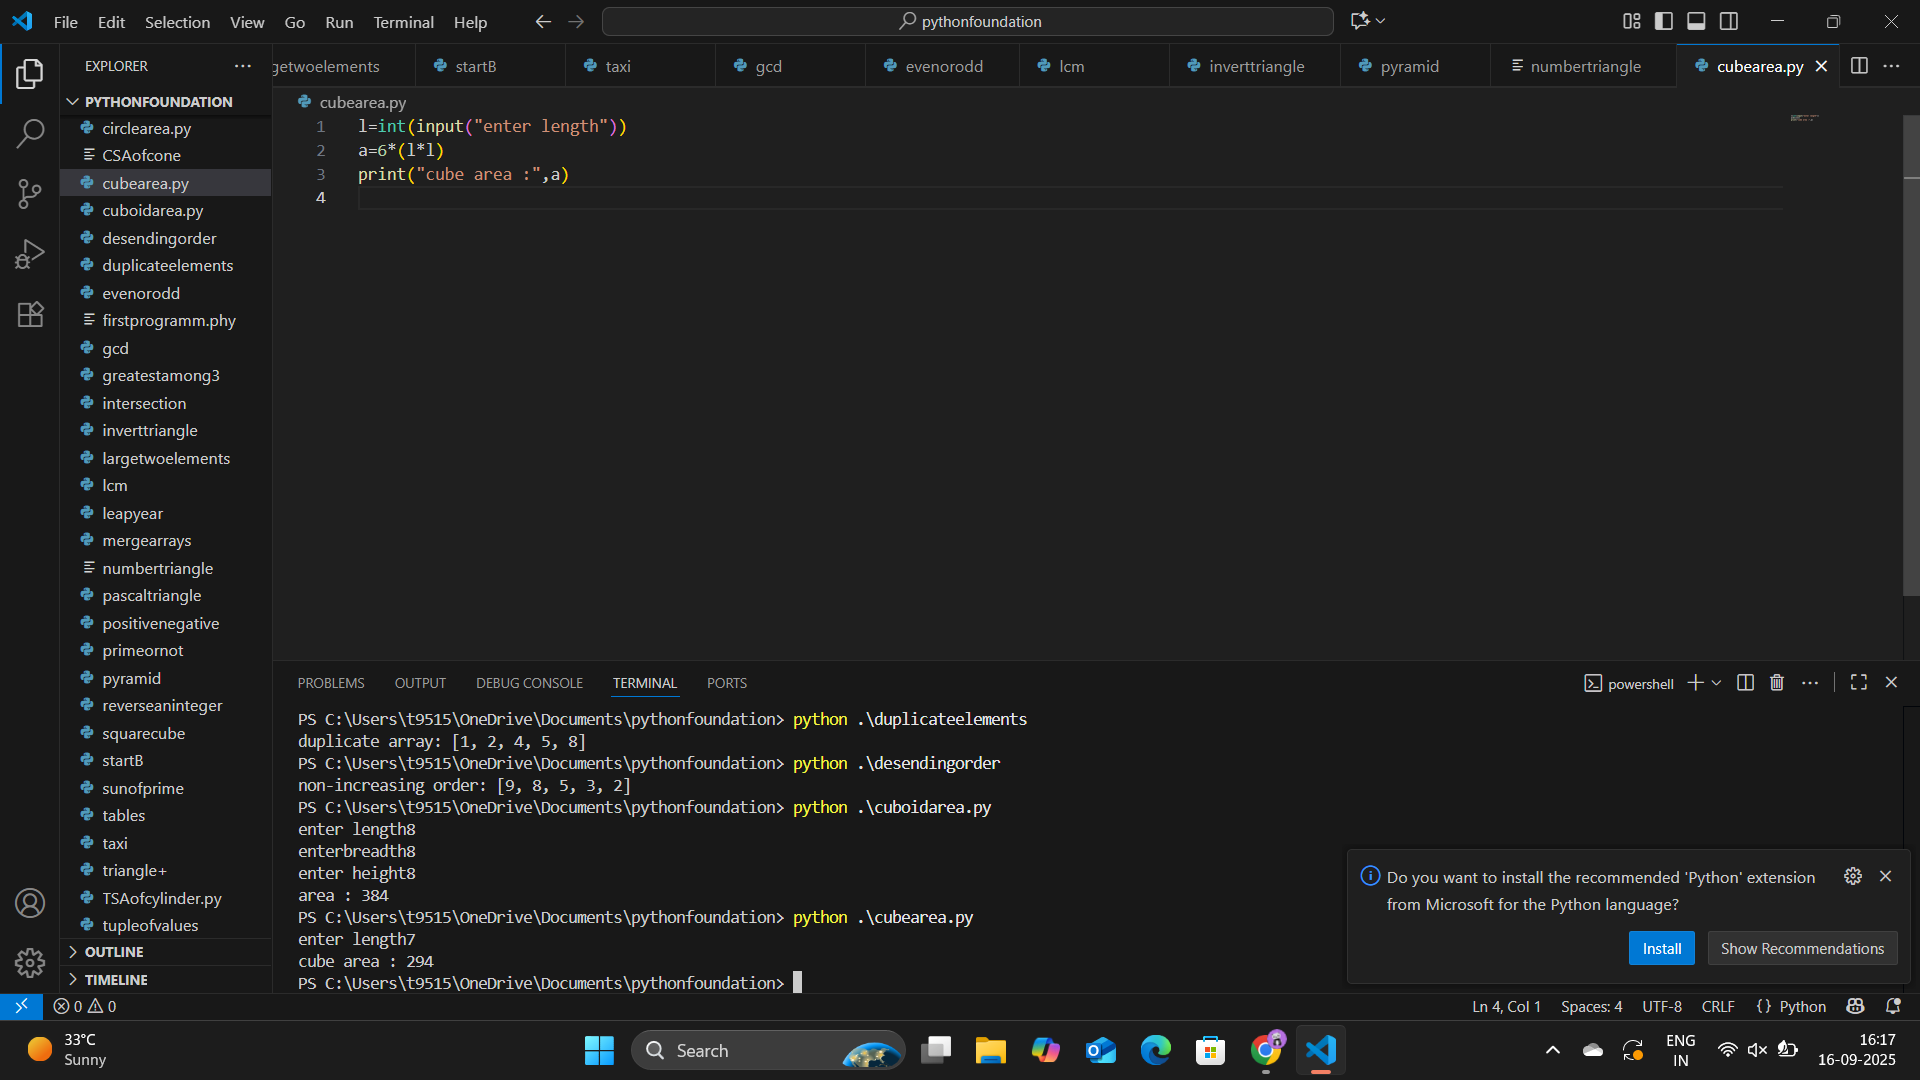 File Edit Selection View Go Run Terminal Help
pythonfoundation
EXPLORER
PYTHONFOUNDATION
circlearea.py
CSAofcone
cubearea.py
cuboidarea.py
desendingorder
duplicateelements
evenorodd
firstprogramm.phy
gcd
greatestamong3
intersection
inverttriangle
largetwoelements
lcm
leapyear
mergearrays
numbertriangle
pascaltriangle
positivenegative
primeornot
pyramid
reverseaninteger
squarecube
startB
sunofprime
tables
taxi
triangle+
TSAofcylinder.py
tupleofvalues
OUTLINE
TIMELINE
getwoelements startB taxi gcd evenorodd lcm inverttriangle pyramid numbertriangle cubearea.py
cubearea.py
1 l=int(input("enter length"))
2 a=6*(l*l)
3 print("cube area :",a)
4
PROBLEMS OUTPUT DEBUG CONSOLE TERMINAL PORTS
powershell
PS C:\Users\t9515\OneDrive\Documents\pythonfoundation> python .\duplicateelements
duplicate array: [1, 2, 4, 5, 8]
PS C:\Users\t9515\OneDrive\Documents\pythonfoundation> python .\desendingorder
non-increasing order: [9, 8, 5, 3, 2]
PS C:\Users\t9515\OneDrive\Documents\pythonfoundation> python .\cuboidarea.py
enter length8
enterbreadth8
enter height8
area : 384
PS C:\Users\t9515\OneDrive\Documents\pythonfoundation> python .\cubearea.py
enter length7
cube area : 294
PS C:\Users\t9515\OneDrive\Documents\pythonfoundation>
Do you want to install the recommended 'Python' extension
from Microsoft for the Python language?
Install Show Recommendations
0 0
Ln 4, Col 1 Spaces: 4 UTF-8 CRLF {} Python
33°C
Sunny
Search
ENG
IN
16:17
16-09-2025